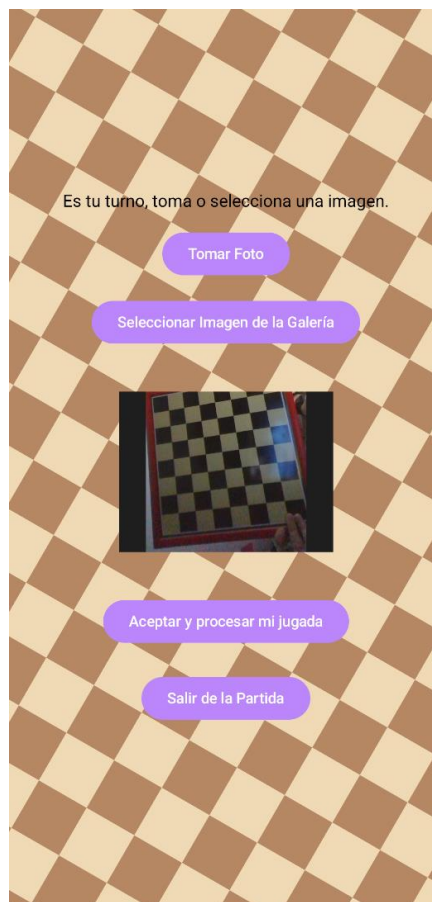 Es tu turno, toma o selecciona una imagen.
Tomar Foto
Seleccionar Imagen de la Galería
Aceptar y procesar mi jugada
Salir de la Partida